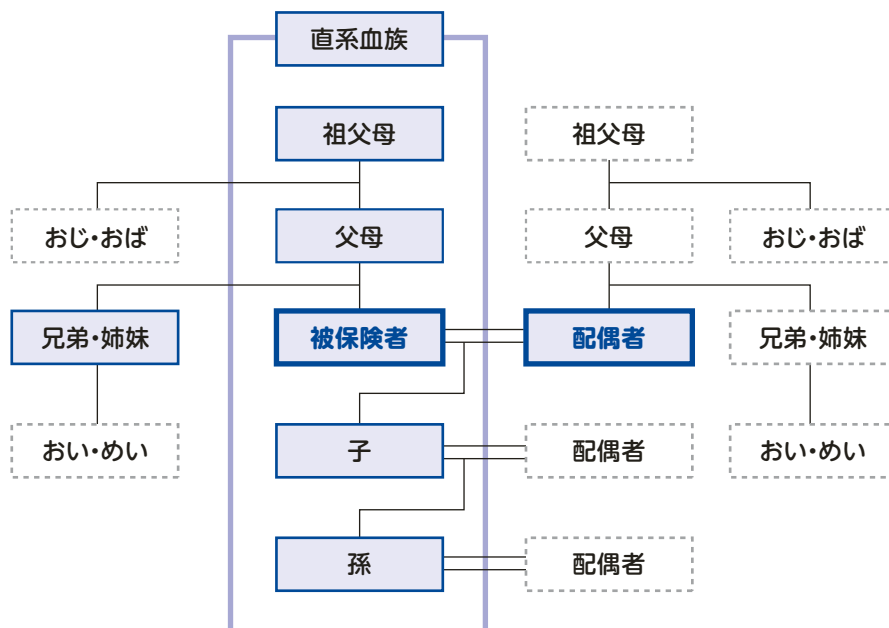 直系血族
祖父母
祖父母
おじ・おば
父母
父母
おじ・おば
兄弟・姉妹
被保険者
配偶者
兄弟・姉妹
おい・めい
子
配偶者
おい・めい
孫
配偶者